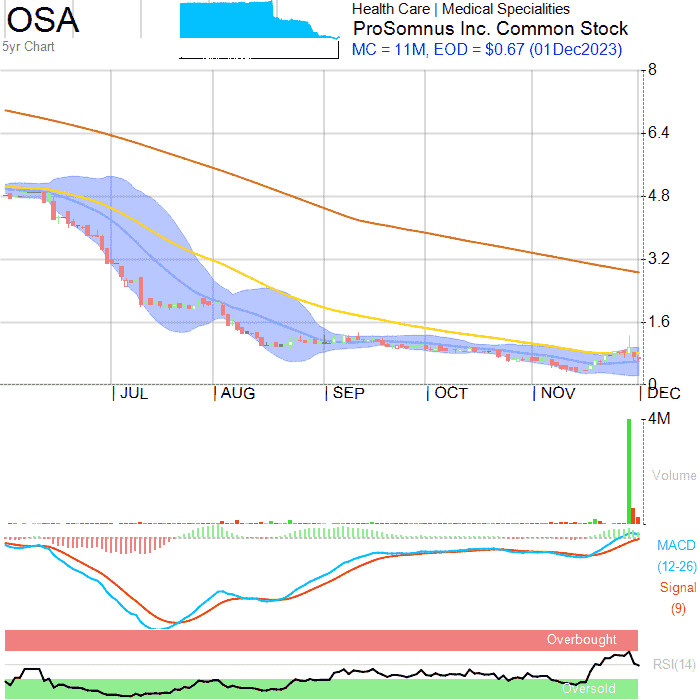 OSA
5yr Chart
Health Care | Medical Specialities
ProSomnus Inc. Common Stock
MC = 11M, EOD = $0.67 (01Dec2023)
8
6.4
4.8
3.2
1.6
0
JUL AUG SEP OCT NOV DEC
4M
Volume
MACD
(12-26)
Signal
(9)
Overbought
RSI(14)
Oversold